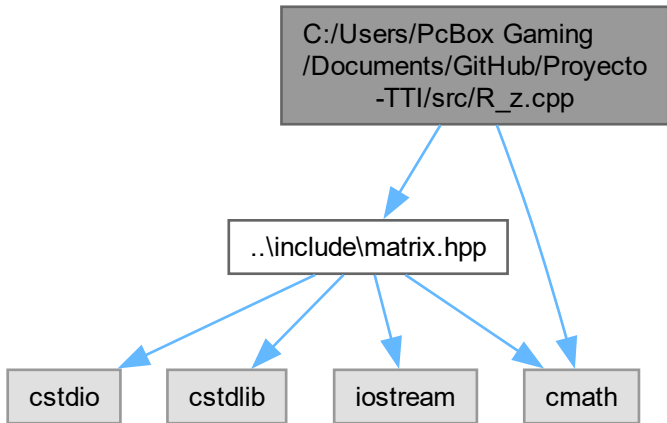 C:/Users/PcBox Gaming
/Documents/GitHub/Proyecto
-TTI/src/R_z.cpp
..\include\matrix.hpp
cstdio
cstdlib
iostream
cmath